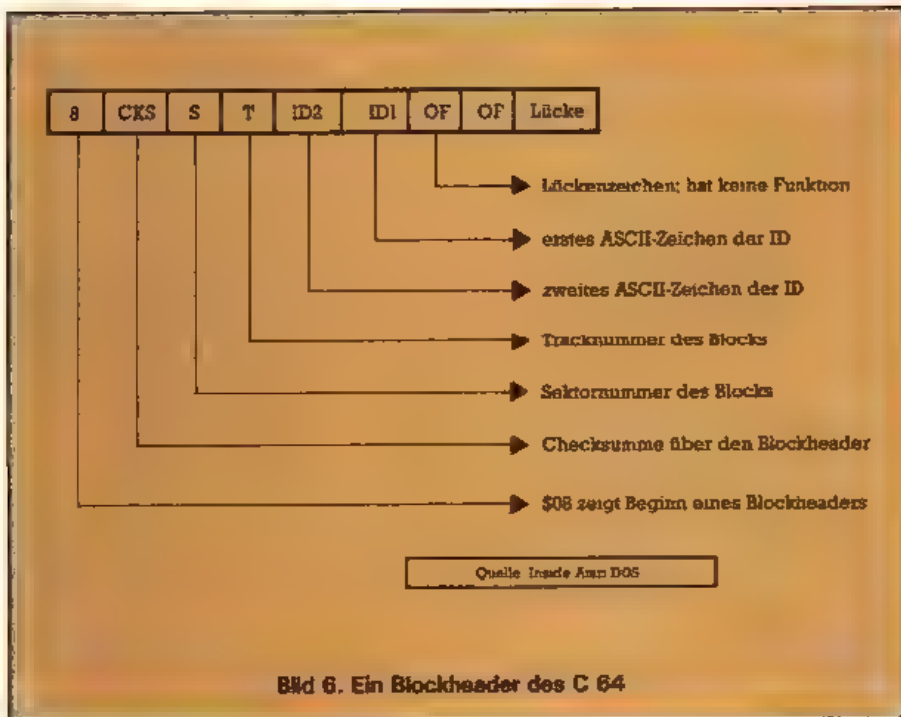 8 CKS S T ID2 ID1 OF OF Lücke
Lückenzeichen; hat keine Funktion
erstes ASCII-Zeichen der ID
zweites ASCII-Zeichen der ID
Tracknummer des Blocks
Sektornummer des Blocks
Checksumme über den Blockheader
$08 zeigt Beginn eines Blockheaders
Quelle Inside DOS
Bild 6. Ein Blockheader des C 64